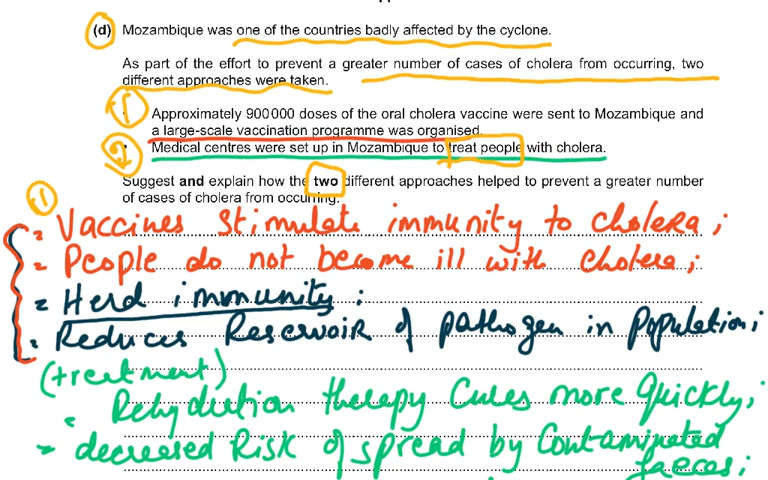 (d) Mozambique was one of the countries badly affected by the cyclone.
As part of the effort to prevent a greater number of cases of cholera from occurring, two
different approaches were taken.
1 Approximately 900000 doses of the oral cholera vaccine were sent to Mozambique and
a large-scale vaccination programme was organised.
2 Medical centres were set up in Mozambique to treat people with cholera.
Suggest and explain how the two different approaches helped to prevent a greater number
of cases of cholera from occurring.
1
= Vaccines stimulate immunity to cholera;
= People do not become ill with cholera;
= Herd immunity:
= Reduces Reservoir of pathogen in population;
(treatment)
Rehydration therapy Cures more quickly;
= decreased Risk of spread by Contaminated
faeces;